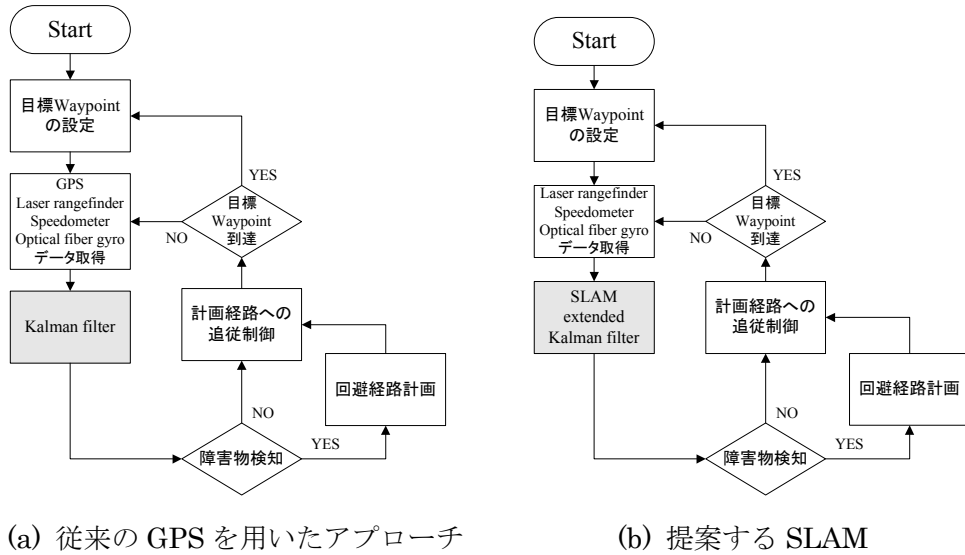 Start
目標Waypoint
の設定
GPS
Laser rangefinder
Speedometer
Optical fiber gyro
データ取得
Kalman filter
YES
目標
Waypoint
到達
NO
計画経路への
追従制御
回避経路計画
NO
障害物検知
YES
(a) 従来の GPS を用いたアプローチ
Start
目標Waypoint
の設定
Laser rangefinder
Speedometer
Optical fiber gyro
データ取得
SLAM
extended
Kalman filter
YES
目標
Waypoint
到達
NO
計画経路への
追従制御
回避経路計画
NO
障害物検知
YES
(b) 提案する SLAM